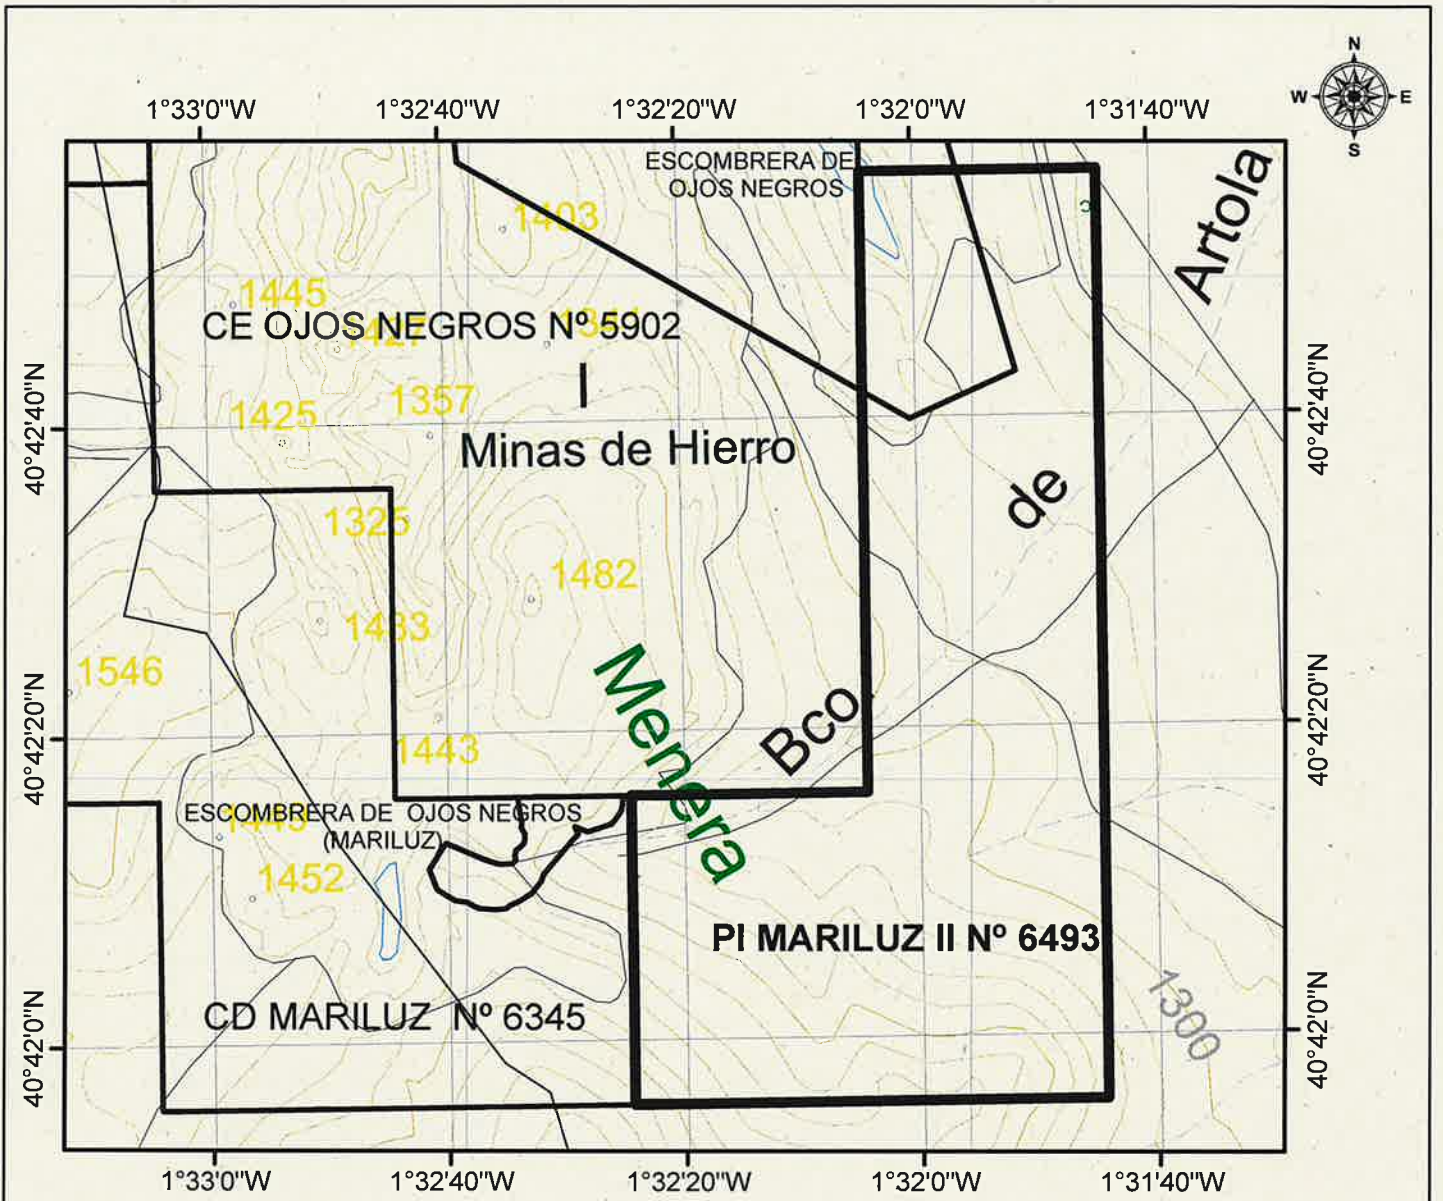 N
W E
S
1°33'0"W 1°32'40"W 1°32'20"W 1°32'0"W 1°31'40"W
ESCOMBRERA DE
OJOS NEGROS
Artola
1403
1445
CE OJOS NEGROS Nº 5902
1425
1357
40°42'40"N
40°42'40"N
Minas de Hierro
de
1325
1482
1433
1546
Menera
Bco.
40°42'20"N
40°42'20"N
1443
ESCOMBRERA DE OJOS NEGROS
(MARILUZ)
1443
1452
PI MARILUZ II Nº 6493
1300
CD MARILUZ Nº 6345
40°42'0"N
40°42'0"N
1°33'0"W 1°32'40"W 1°32'20"W 1°32'0"W 1°31'40"W